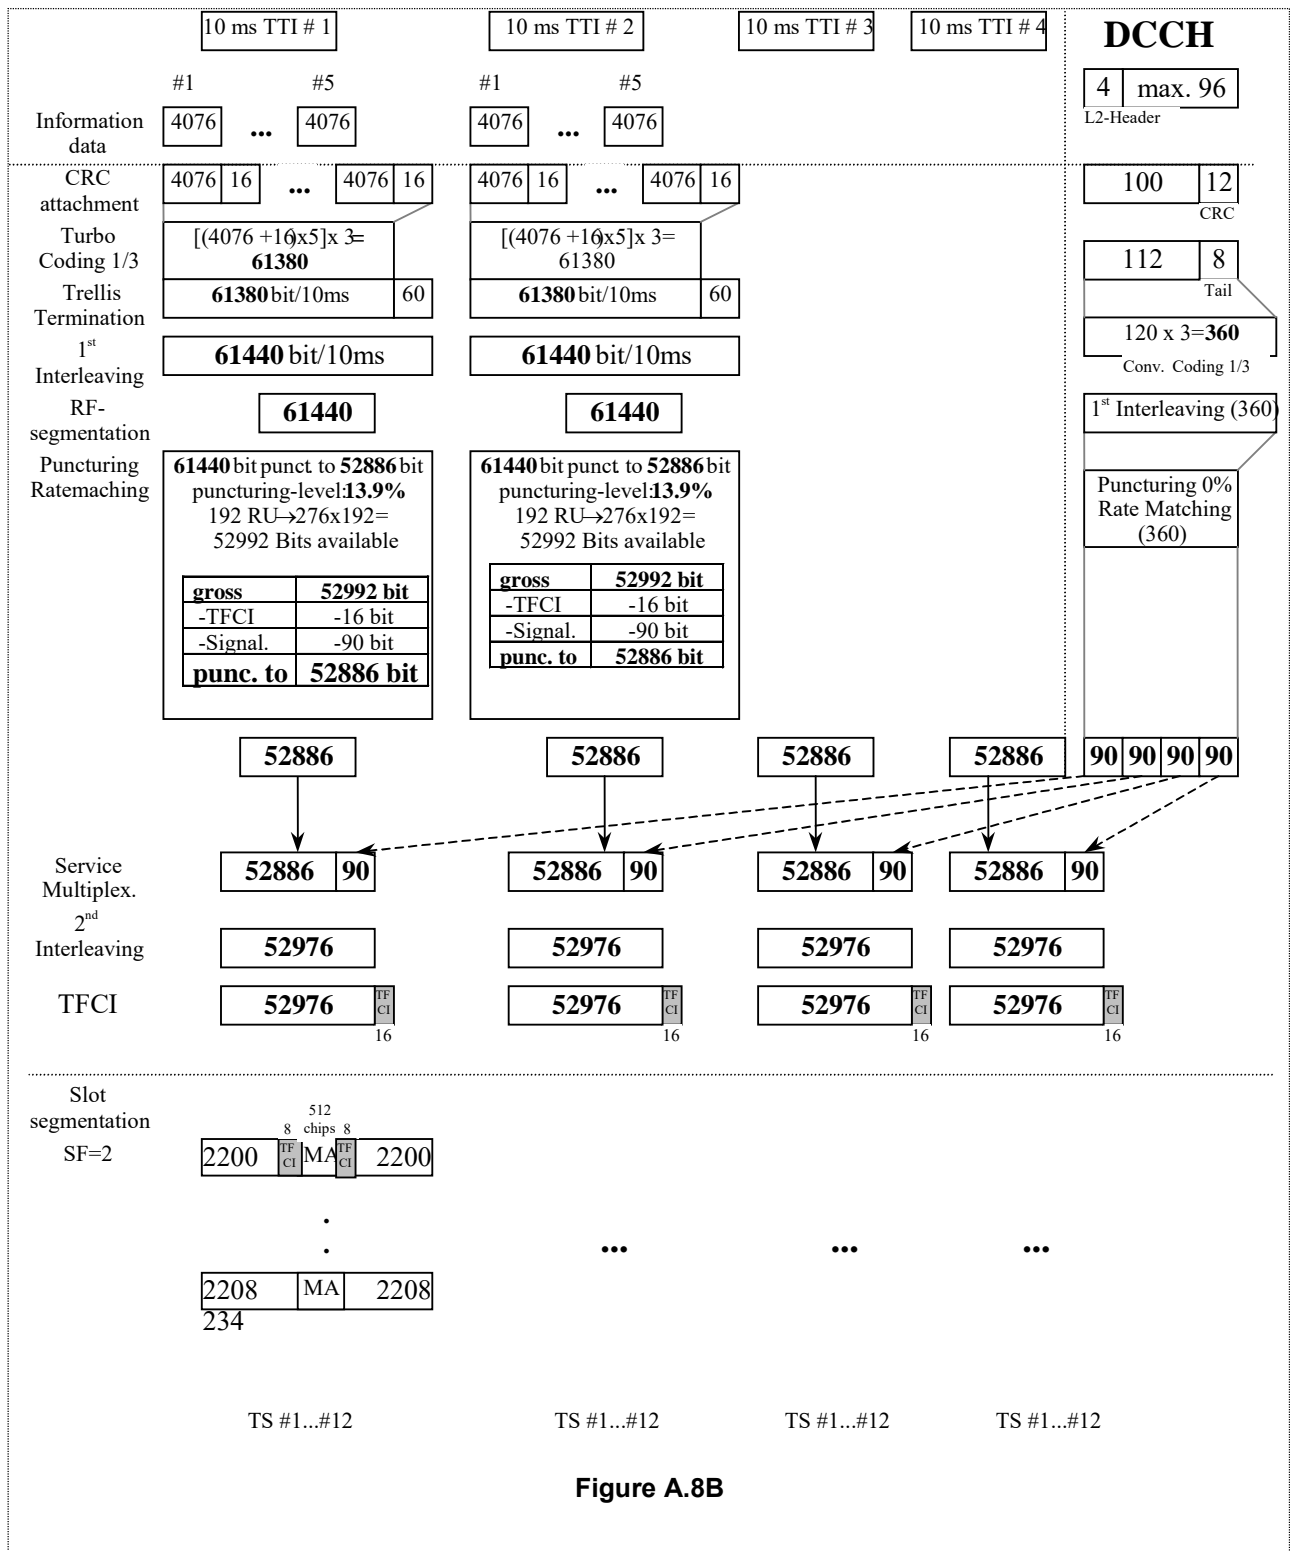 10 ms TTI # 1
10 ms TTI # 2
10 ms TTI # 3
10 ms TTI # 4
DCCH
#1 #5 #1 #5
4 max. 96
L2-Header
Information
data
4076 ... 4076
4076 ... 4076
CRC
attachment
4076 16 ... 4076 16
4076 16 ... 4076 16
100 12
CRC
Turbo
Coding 1/3
[(4076 +16)x5]x 3=
61380
[(4076 +16)x5]x 3=
61380
112 8
Tail
Trellis
Termination
61380 bit/10ms 60
61380 bit/10ms 60
120 x 3=360
Conv. Coding 1/3
1st
Interleaving
61440 bit/10ms
61440 bit/10ms
RF-
segmentation
61440
61440
1st Interleaving (360)
Puncturing
Ratemaching
61440 bit punct. to 52886 bit
puncturing-level:13.9%
192 RU→276x192=
52992 Bits available
gross 52992 bit
-TFCI -16 bit
-Signal. -90 bit
punc. to 52886 bit
61440 bit punct. to 52886 bit
puncturing-level:13.9%
192 RU→276x192=
52992 Bits available
gross 52992 bit
-TFCI -16 bit
-Signal. -90 bit
punc. to 52886 bit
Puncturing 0%
Rate Matching
(360)
52886 52886 52886 52886 90 90 90 90
Service
Multiplex.
52886 90 52886 90 52886 90 52886 90
2nd
Interleaving
52976 52976 52976 52976
TFCI
52976 TF CI 52976 TF CI 52976 TF CI 52976 TF CI
16 16 16 16
Slot
segmentation
SF=2
512
8 chips 8
2200 TF CI MA TF CI 2200
.
.
... ... ...
2208 MA 2208
234
TS #1...#12 TS #1...#12 TS #1...#12 TS #1...#12
Figure A.8B